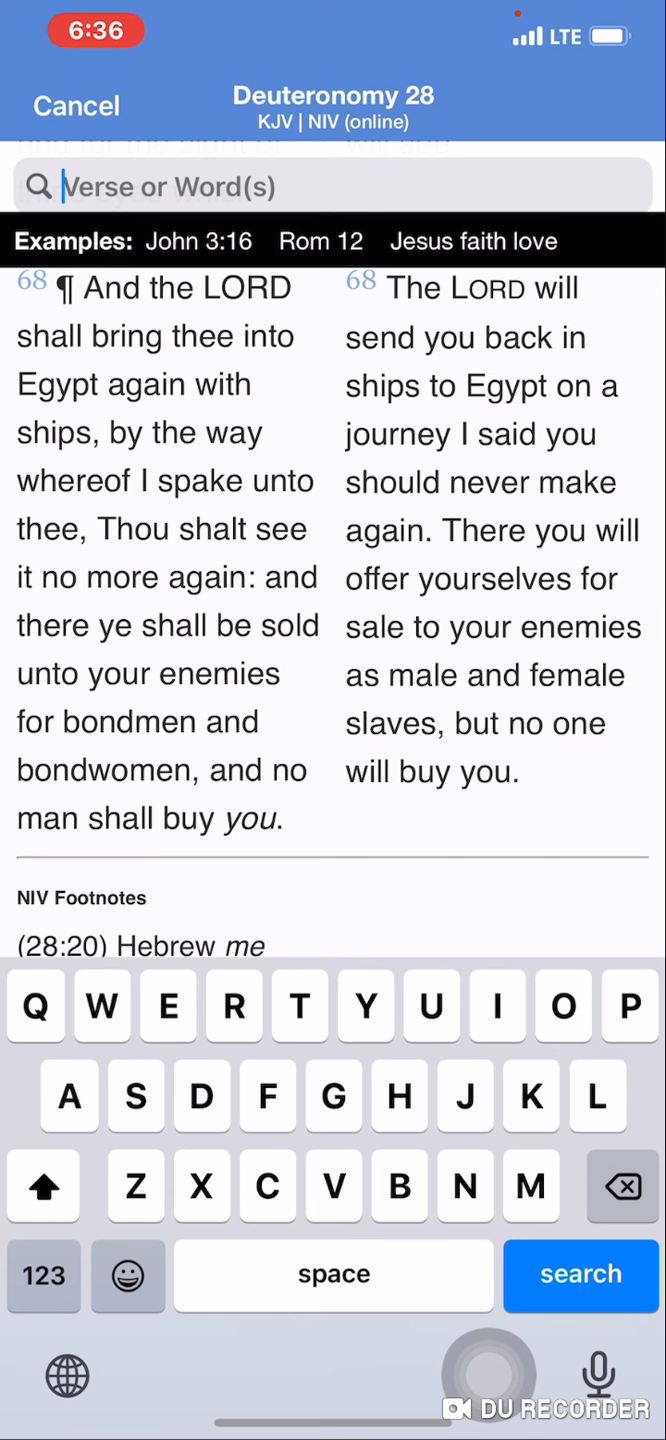 6:36
LTE
Cancel
Deuteronomy 28
KJV | NIV (online)
Verse or Word(s)
Examples: John 3:16 Rom 12 Jesus faith love
68 ¶ And the LORD
shall bring thee into
Egypt again with
ships, by the way
whereof I spake unto
thee, Thou shalt see
it no more again: and
there ye shall be sold
unto your enemies
for bondmen and
bondwomen, and no
man shall buy you.
68 The LORD will
send you back in
ships to Egypt on a
journey I said you
should never make
again. There you will
offer yourselves for
sale to your enemies
as male and female
slaves, but no one
will buy you.
NIV Footnotes
(28:20) Hebrew me
Q W E R T Y U I O P
A S D F G H J K L
Z X C V B N M
123 space search
DU RECORDER